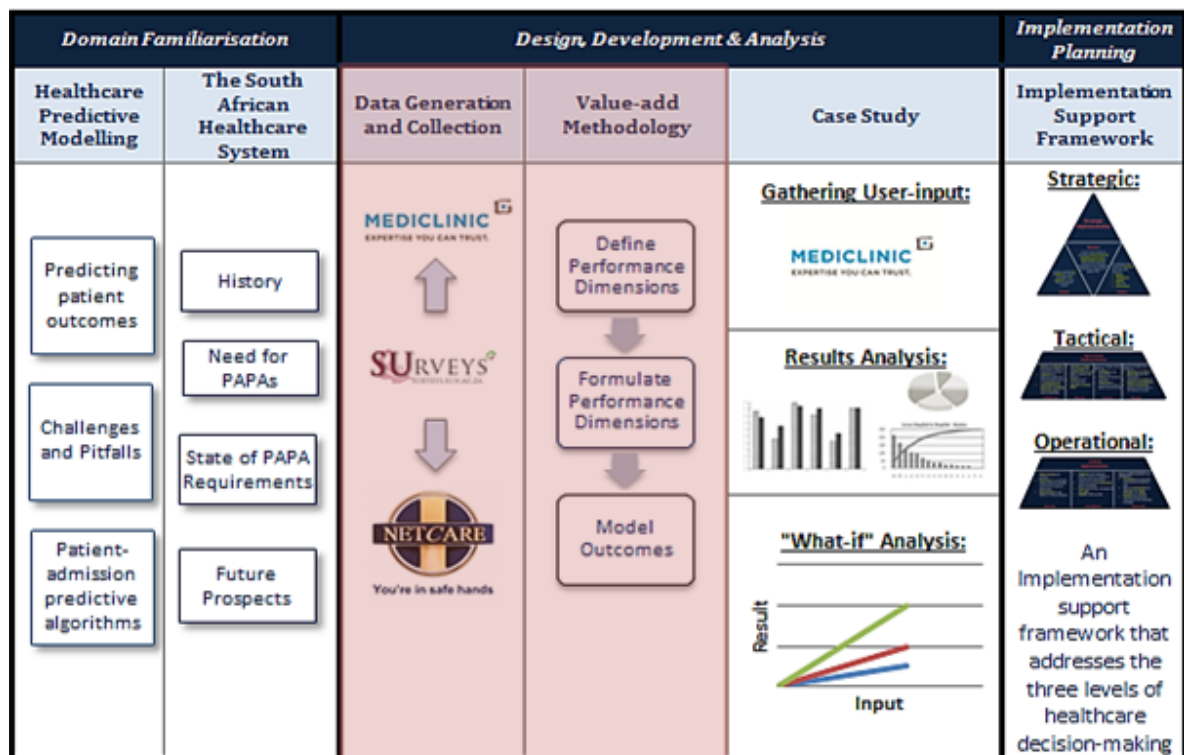 Domain Familiarisation
Design, Development & Analysis
Implementation
Planning
Healthcare
Predictive
Modelling
The South
African
Healthcare
System
Data Generation
and Collection
Value-add
Methodology
Case Study
Implementation
Support
Framework
Predicting
patient
outcomes
Challenges
and Pitfalls
Patient-
admission
predictive
algorithms
History
Need for
PAPAs
State of PAPA
Requirements
Future
Prospects
MEDICLINIC
EXPERTISE YOU CAN TRUST.
SURVEYS
NETCARE
You're in safe hands
Define
Performance
Dimensions
Formulate
Performance
Dimensions
Model
Outcomes
Gathering User-input:
MEDICLINIC
EXPERTISE YOU CAN TRUST.
Results Analysis:
"What-if" Analysis:
Result
Input
Strategic:
Tactical:
Operational:
An
Implementation
support
framework that
addresses the
three levels of
healthcare
decision-making